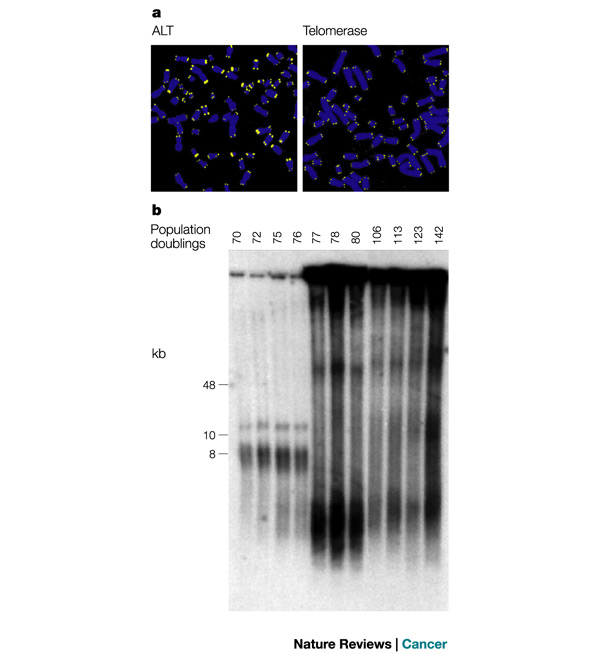 a
ALT Telomerase
b
Population
doublings
70 72 75 76 77 78 80 106 113 123 142
kb
48
10
8
Nature Reviews | Cancer